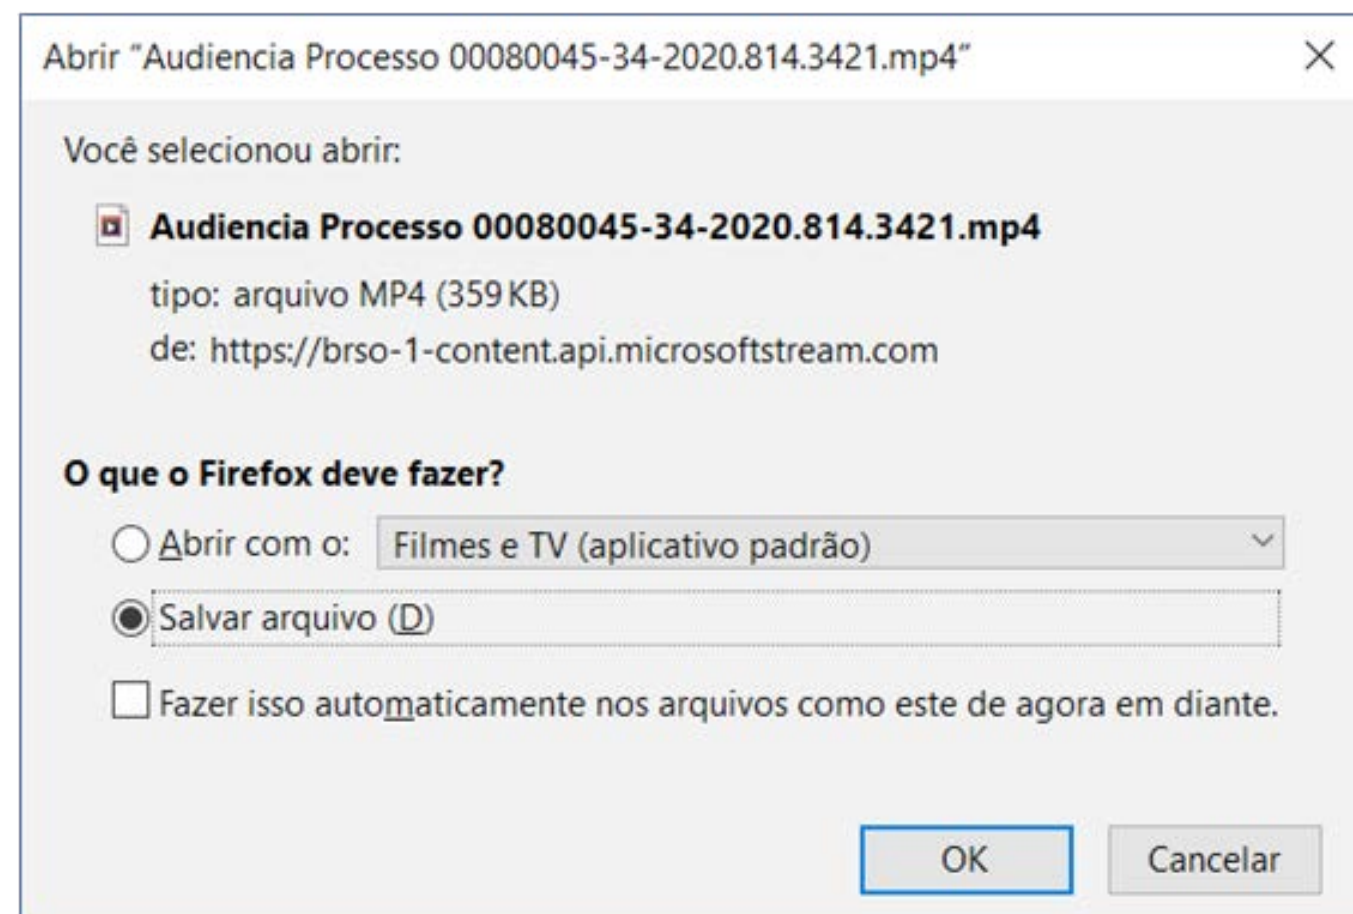 Abrir “Audiencia Processo 00080045-34-2020.814.3421.mp4”
Você selecionou abrir:
Audiencia Processo 00080045-34-2020.814.3421.mp4
tipo: arquivo MP4 (359 KB)
de: https://brso-1-content.api.microsoftstream.com
O que o Firefox deve fazer?
Abrir com o: Filmes e TV (aplicativo padrão)
Salvar arquivo (D)
Fazer isso automaticamente nos arquivos como este de agora em diante.
OK Cancelar